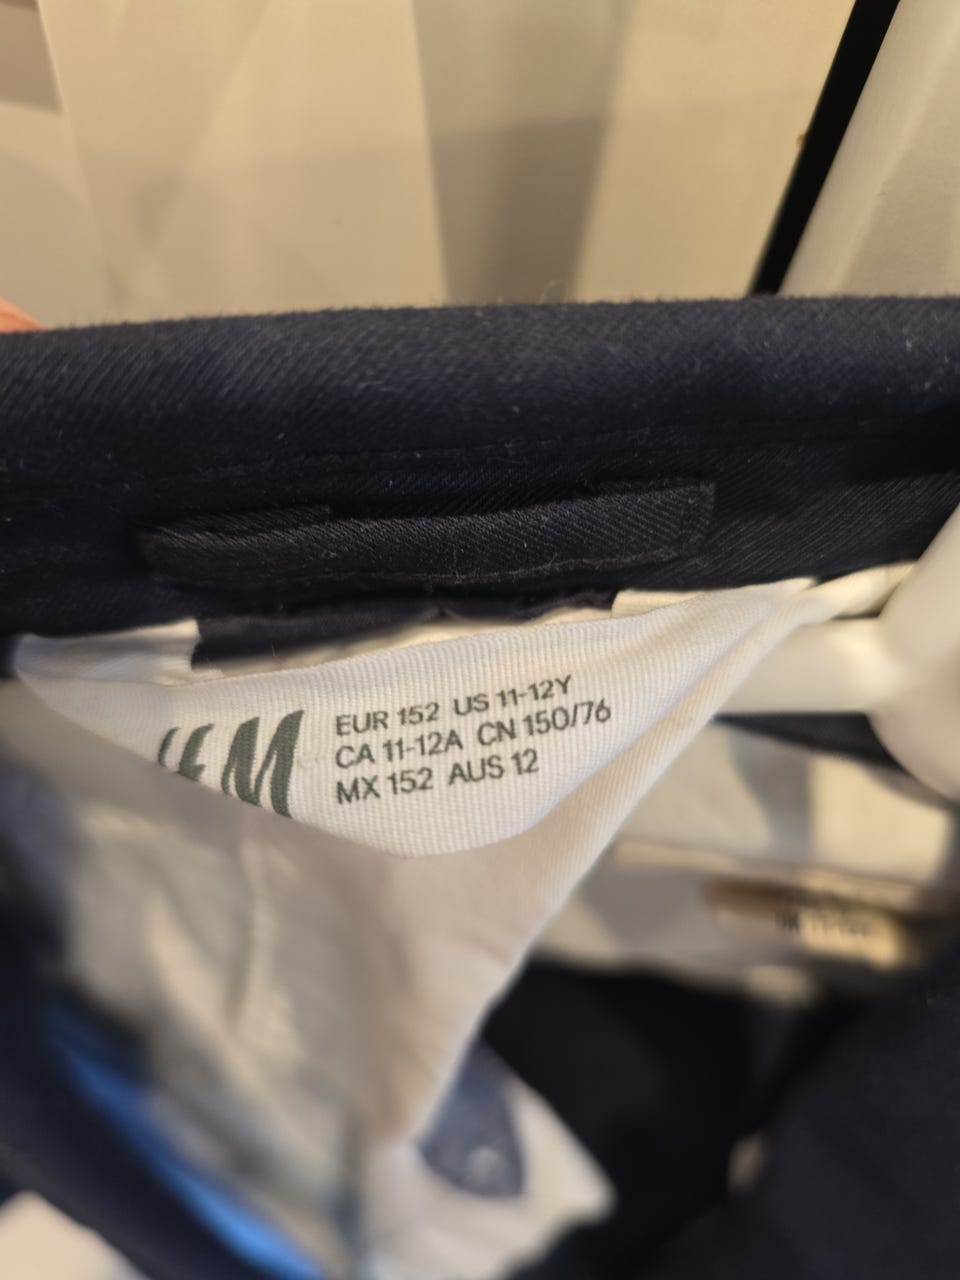 H&M
EUR 152 US 11-12Y
CA 11-12A CN 150/76
MX 152 AUS 12